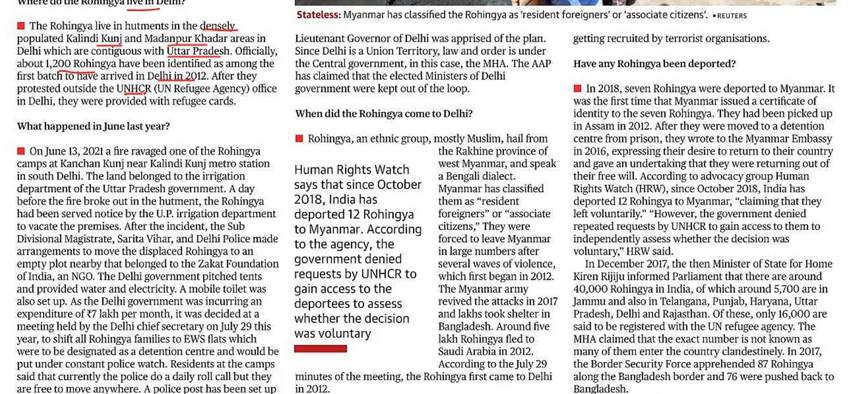 Where do the Rohingya live in Delhi?
■ The Rohingya live in hutments in the densely
populated Kalindi Kunj and Madanpur Khadar areas in
Delhi which are contiguous with Uttar Pradesh. Officially,
about 1,200 Rohingya have been identified as among the
first batch to have arrived in Delhi in 2012. After they
protested outside the UNHCR (UN Refugee Agency) office
in Delhi, they were provided with refugee cards.
What happened in June last year?
■ On June 13, 2021 a fire ravaged one of the Rohingya
camps at Kanchan Kunj near Kalindi Kunj metro station
in south Delhi. The land belonged to the irrigation
department of the Uttar Pradesh government. A day
before the fire broke out in the hutment, the Rohingya
had been served notice by the U.P. irrigation department
to vacate the premises. After the incident, the Sub
Divisional Magistrate, Sarita Vihar, and Delhi Police made
arrangements to move the displaced Rohingya to an
empty plot nearby that belonged to the Zakat Foundation
of India, an NGO. The Delhi government pitched tents
and provided water and electricity. A mobile toilet was
also set up. As the Delhi government was incurring an
expenditure of ₹7 lakh per month, it was decided at a
meeting held by the Delhi chief secretary on July 29 this
year, to shift all Rohingya families to EWS flats which
were to be designated as a detention centre and would be
put under constant police watch. Residents at the camps
said that currently the police do a daily roll call but they
are free to move anywhere. A police post has been set up
Stateless: Myanmar has classified the Rohingya as 'resident foreigners' or 'associate citizens'. •REUTERS
Lieutenant Governor of Delhi was apprised of the plan.
Since Delhi is a Union Territory, law and order is under
the Central government, in this case, the MHA. The AAP
has claimed that the elected Ministers of Delhi
government were kept out of the loop.
When did the Rohingya come to Delhi?
■ Rohingya, an ethnic group, mostly Muslim, hail from
the Rakhine province of
west Myanmar, and speak
a Bengali dialect.
Myanmar has classified
them as “resident
foreigners” or “associate
citizens,” They were
forced to leave Myanmar
in large numbers after
several waves of violence,
which first began in 2012.
The Myanmar army
revived the attacks in 2017
and lakhs took shelter in
Bangladesh. Around five
lakh Rohingya fled to
Saudi Arabia in 2012.
According to the July 29
minutes of the meeting, the Rohingya first came to Delhi
in 2012.
Human Rights Watch
says that since October
2018, India has
deported 12 Rohingya
to Myanmar. According
to the agency, the
government denied
requests by UNHCR to
gain access to the
deportees to assess
whether the decision
was voluntary
getting recruited by terrorist organisations.
Have any Rohingya been deported?
■ In 2018, seven Rohingya were deported to Myanmar. It
was the first time that Myanmar issued a certificate of
identity to the seven Rohingya. They had been picked up
in Assam in 2012. After they were moved to a detention
centre from prison, they wrote to the Myanmar Embassy
in 2016, expressing their desire to return to their country
and gave an undertaking that they were returning out of
their free will. According to advocacy group Human
Rights Watch (HRW), since October 2018, India has
deported 12 Rohingya to Myanmar, “claiming that they
left voluntarily.” “However, the government denied
repeated requests by UNHCR to gain access to them to
independently assess whether the decision was
voluntary,” HRW said.
In December 2017, the then Minister of State for Home
Kiren Rijiju informed Parliament that there are around
40,000 Rohingya in India, of which around 5,700 are in
Jammu and also in Telangana, Punjab, Haryana, Uttar
Pradesh, Delhi and Rajasthan. Of these, only 16,000 are
said to be registered with the UN refugee agency. The
MHA claimed that the exact number is not known as
many of them enter the country clandestinely. In 2017,
the Border Security Force apprehended 87 Rohingya
along the Bangladesh border and 76 were pushed back to
Bangladesh.